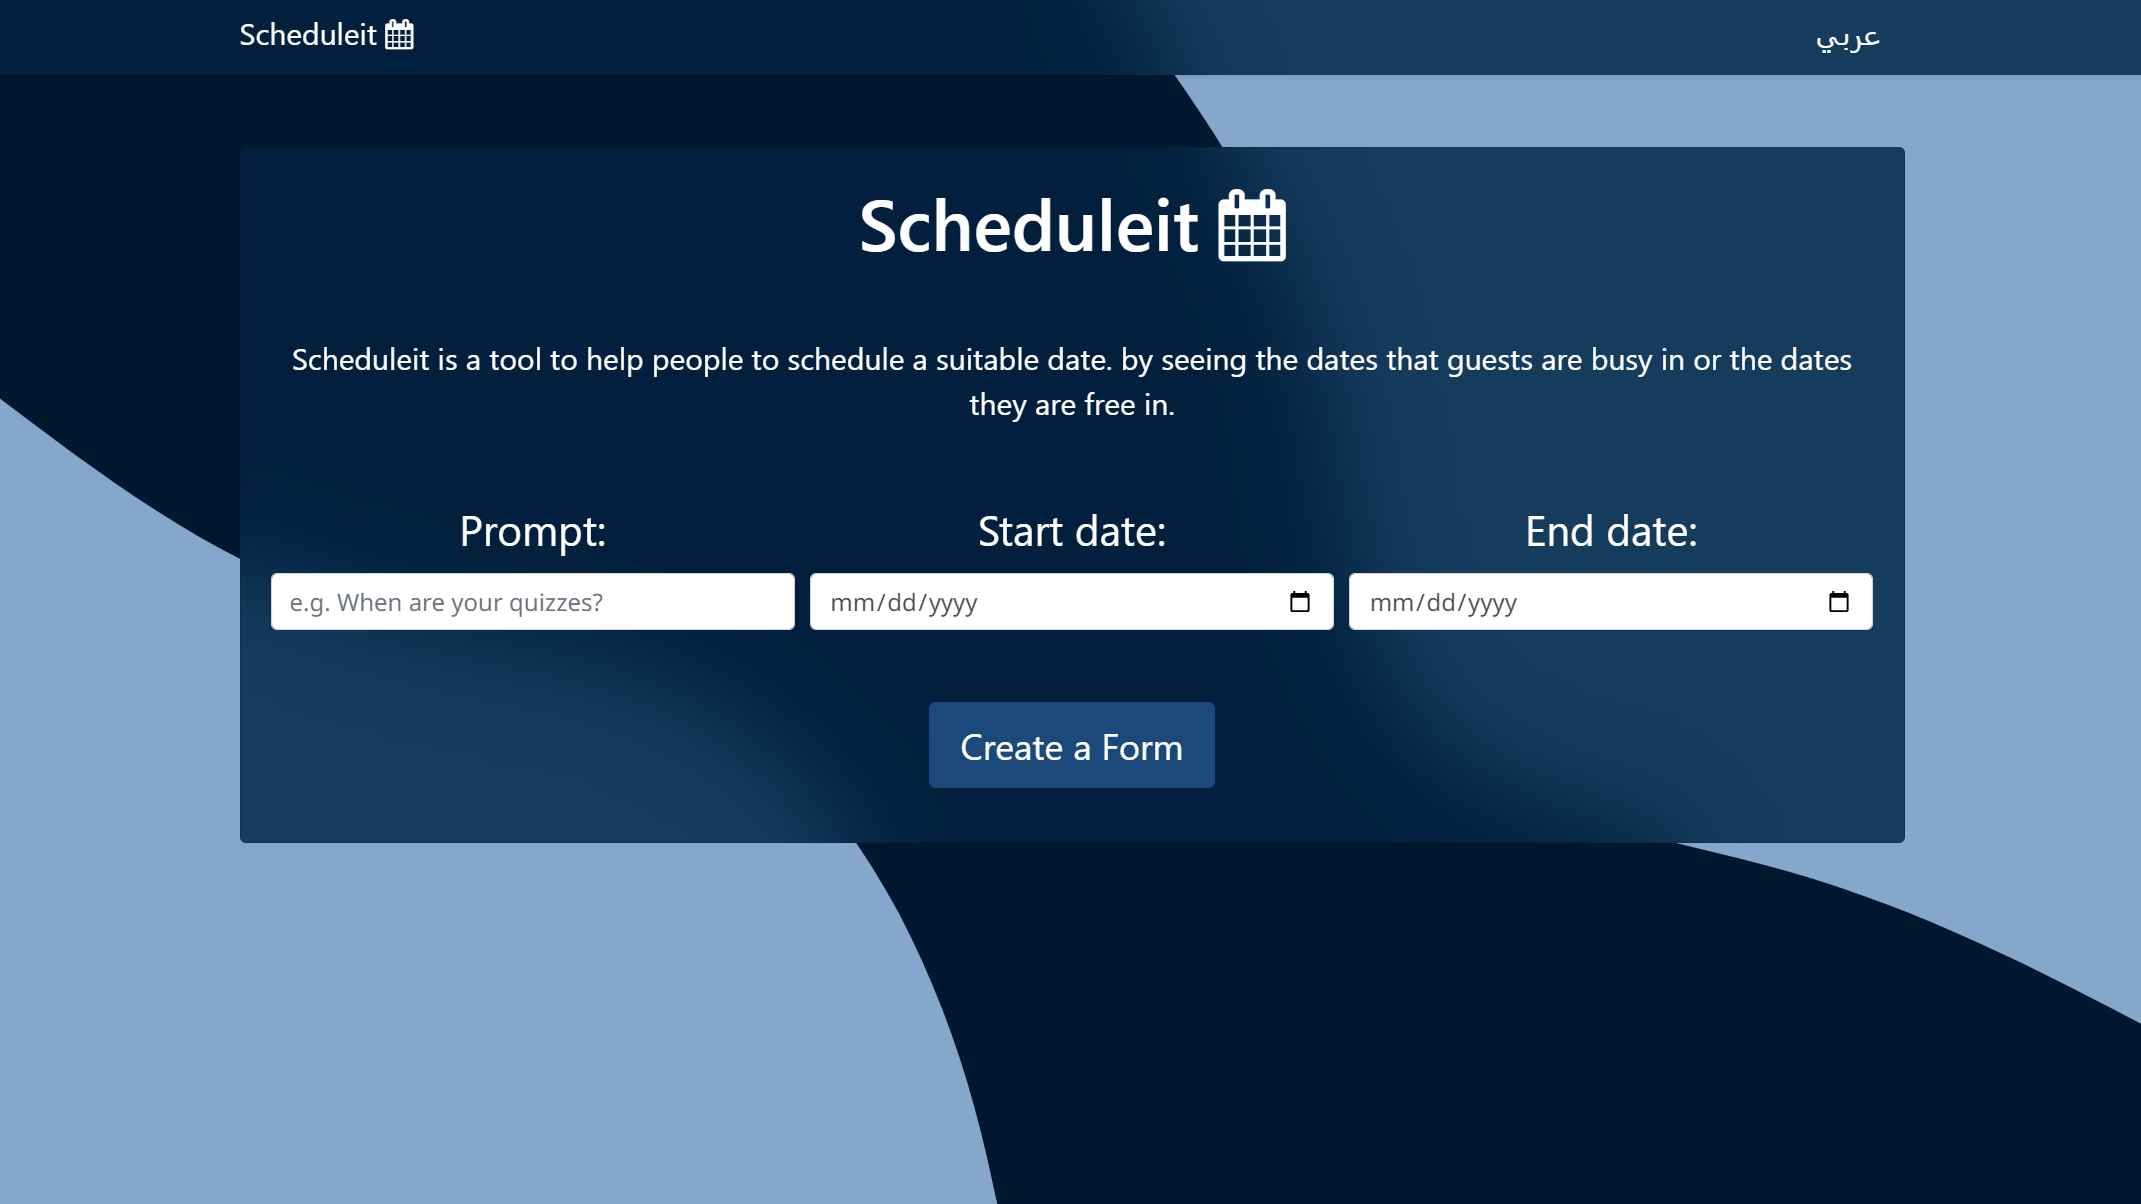 Scheduleit
عربي
Scheduleit
Scheduleit is a tool to help people to schedule a suitable date. by seeing the dates that guests are busy in or the dates
they are free in.
Prompt:
Start date:
End date:
e.g. When are your quizzes?
mm/dd/yyyy
mm/dd/yyyy
Create a Form